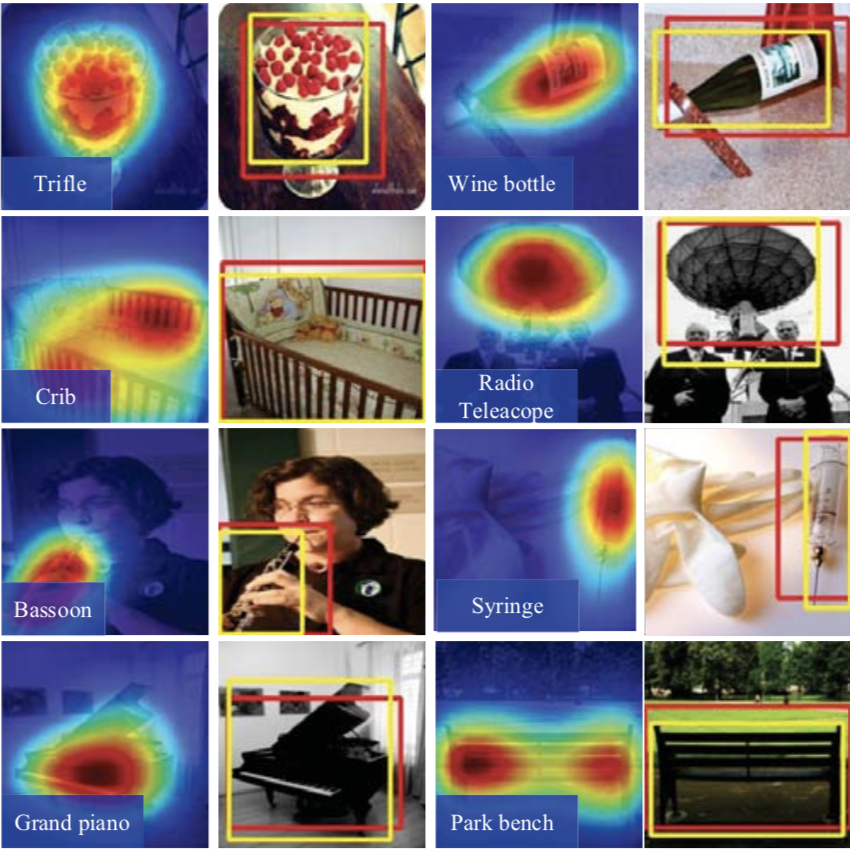 Trifle
Wine bottle
Crib
Radio
Teleacope
Bassoon
Syringe
Grand piano
Park bench